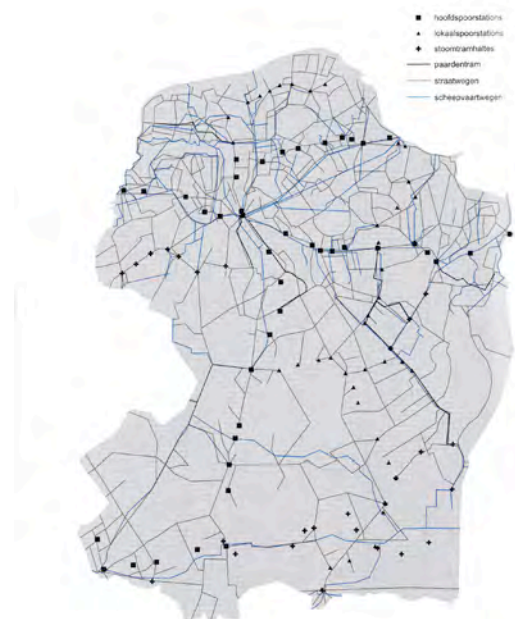 hoofdspoorstations
lokaalspoorstations
stoomtramhaltes
paardentram
straatwegen
scheepvaartwegen